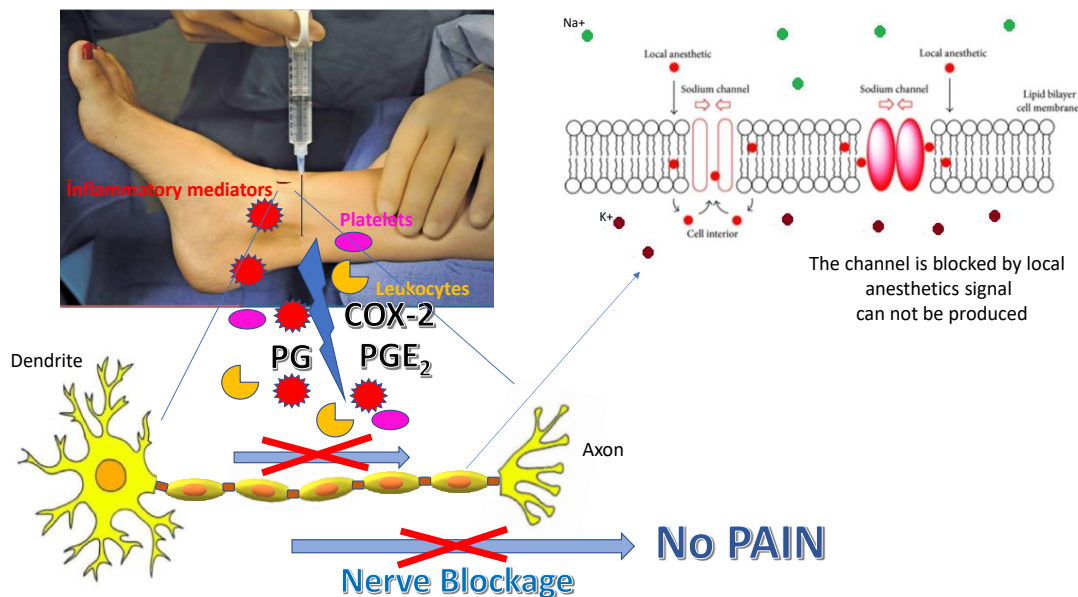 İnflammatory mediators
Platelets
Leukocytes
COX-2
PG
PGE₂
Dendrite
Axon
Nerve Blockage
No PAIN
Na+
Local anesthetic
Local anesthetic
Sodium channel
Sodium channel
Lipid bilayer
cell membrane
K+
Cell interior
The channel is blocked by local
anesthetics signal
can not be produced